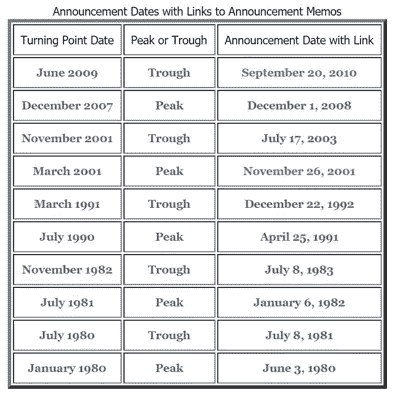 Announcement Dates with Links to Announcement Memos
Turning Point Date Peak or Trough Announcement Date with Link
June 2009 Trough September 20, 2010
December 2007 Peak December 1, 2008
November 2001 Trough July 17, 2003
March 2001 Peak November 26, 2001
March 1991 Trough December 22, 1992
July 1990 Peak April 25, 1991
November 1982 Trough July 8, 1983
July 1981 Peak January 6, 1982
July 1980 Trough July 8, 1981
January 1980 Peak June 3, 1980